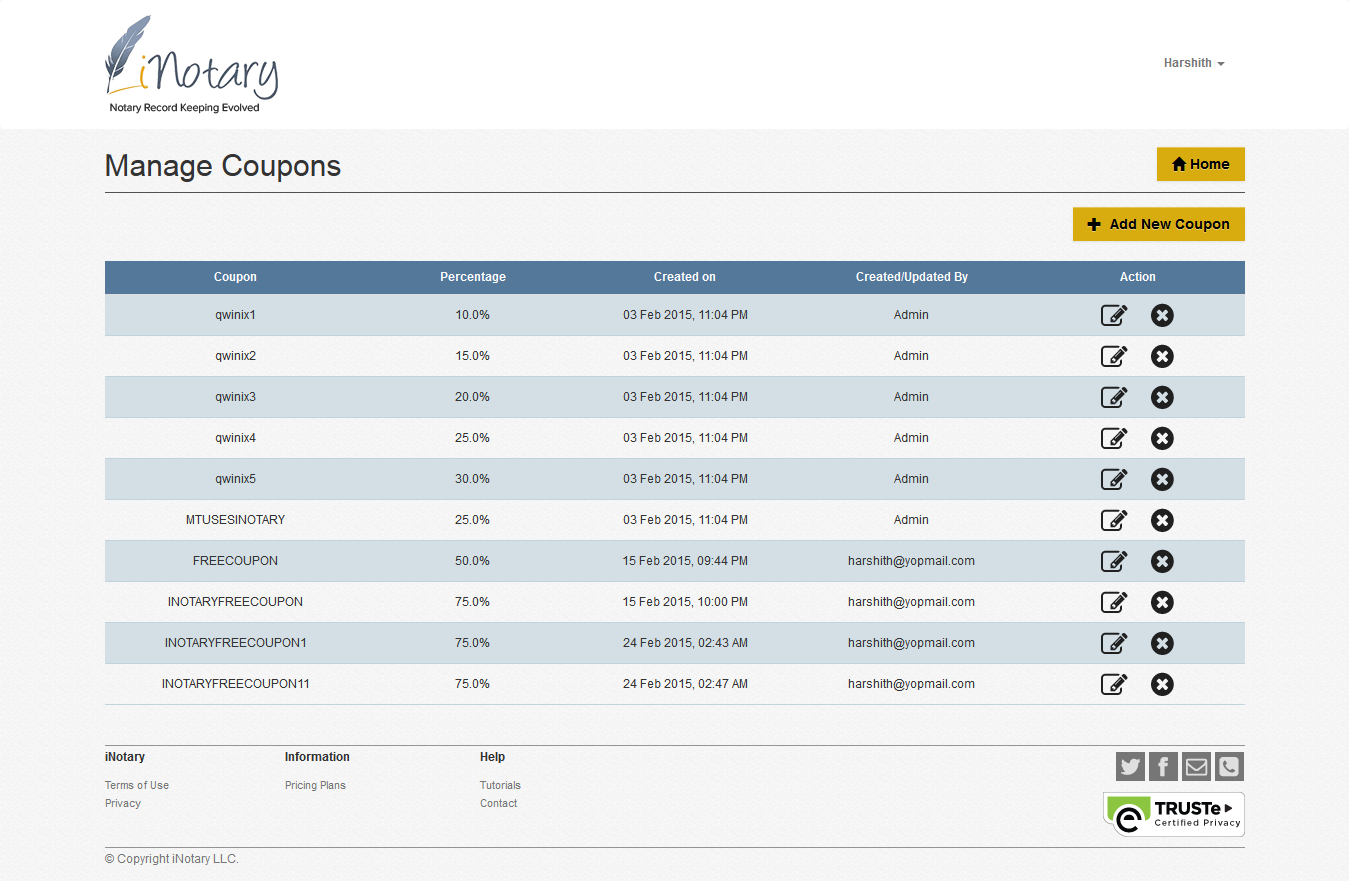 iNotary
Notary Record Keeping Evolved
Harshith
Manage Coupons
Home
Add New Coupon
Coupon Percentage Created on Created/Updated By Action
qwinix1 10.0% 03 Feb 2015, 11:04 PM Admin
qwinix2 15.0% 03 Feb 2015, 11:04 PM Admin
qwinix3 20.0% 03 Feb 2015, 11:04 PM Admin
qwinix4 25.0% 03 Feb 2015, 11:04 PM Admin
qwinix5 30.0% 03 Feb 2015, 11:04 PM Admin
MTUSESINOTARY 25.0% 03 Feb 2015, 11:04 PM Admin
FREECOUPON 50.0% 15 Feb 2015, 09:44 PM harshith@yopmail.com
INOTARYFREECOUPON 75.0% 15 Feb 2015, 10:00 PM harshith@yopmail.com
INOTARYFREECOUPON1 75.0% 24 Feb 2015, 02:43 AM harshith@yopmail.com
INOTARYFREECOUPON11 75.0% 24 Feb 2015, 02:47 AM harshith@yopmail.com
iNotary Information Help
Terms of Use Pricing Plans Tutorials
Privacy Contact
TRUSTe
Certified Privacy
© Copyright iNotary LLC.